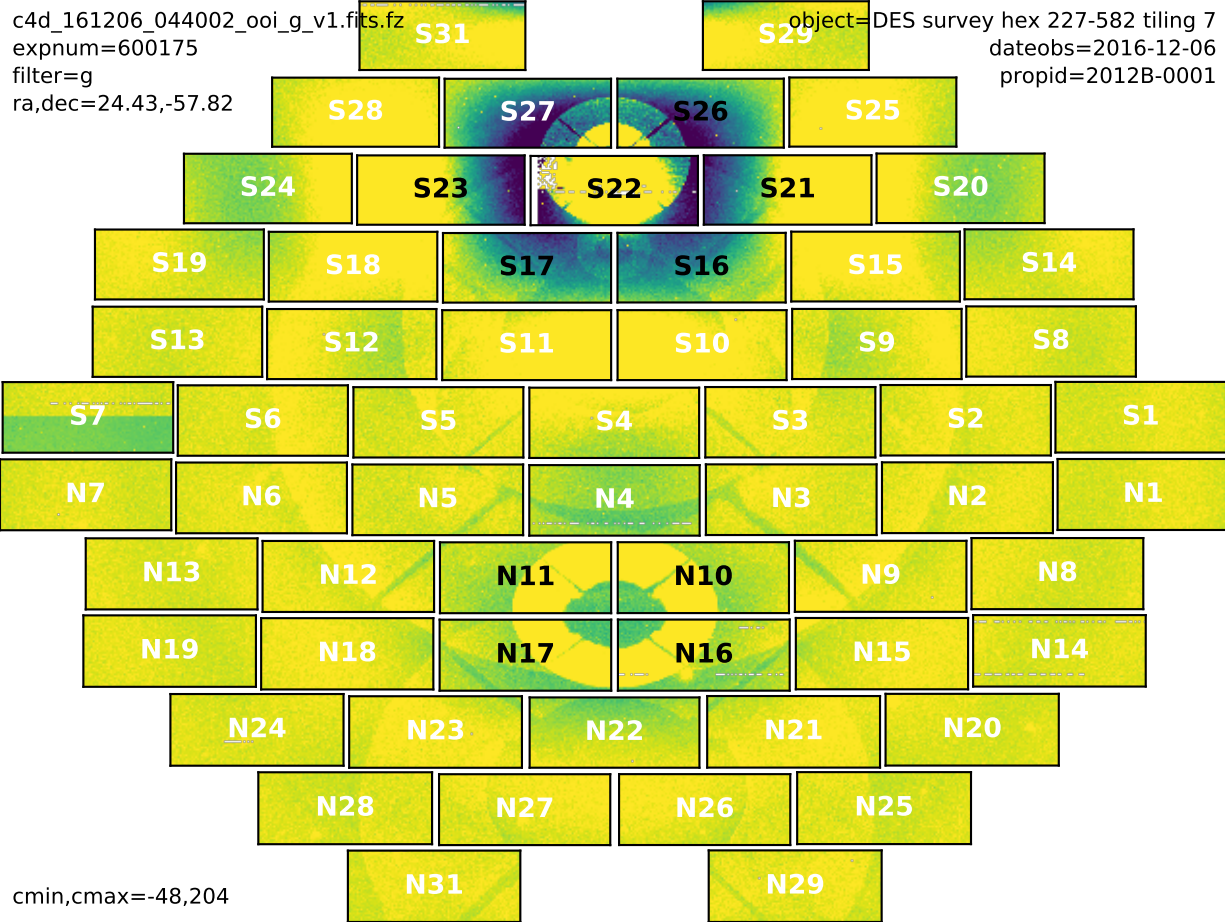 c4d_161206_044002_ooi_g_v1.fits.fz
object=DES survey hex 227-582 tiling 7
expnum=600175
dateobs=2016-12-06
filter=g
propid=2012B-0001
ra,dec=24.43,-57.82
S31 S29
S28 S27 S26 S25
S24 S23 S22 S21 S20
S19 S18 S17 S16 S15 S14
S13 S12 S11 S10 S9 S8
S7 S6 S5 S4 S3 S2 S1
N7 N6 N5 N4 N3 N2 N1
N13 N12 N11 N10 N9 N8
N19 N18 N17 N16 N15 N14
N24 N23 N22 N21 N20
N28 N27 N26 N25
N31 N29
cmin,cmax=-48,204